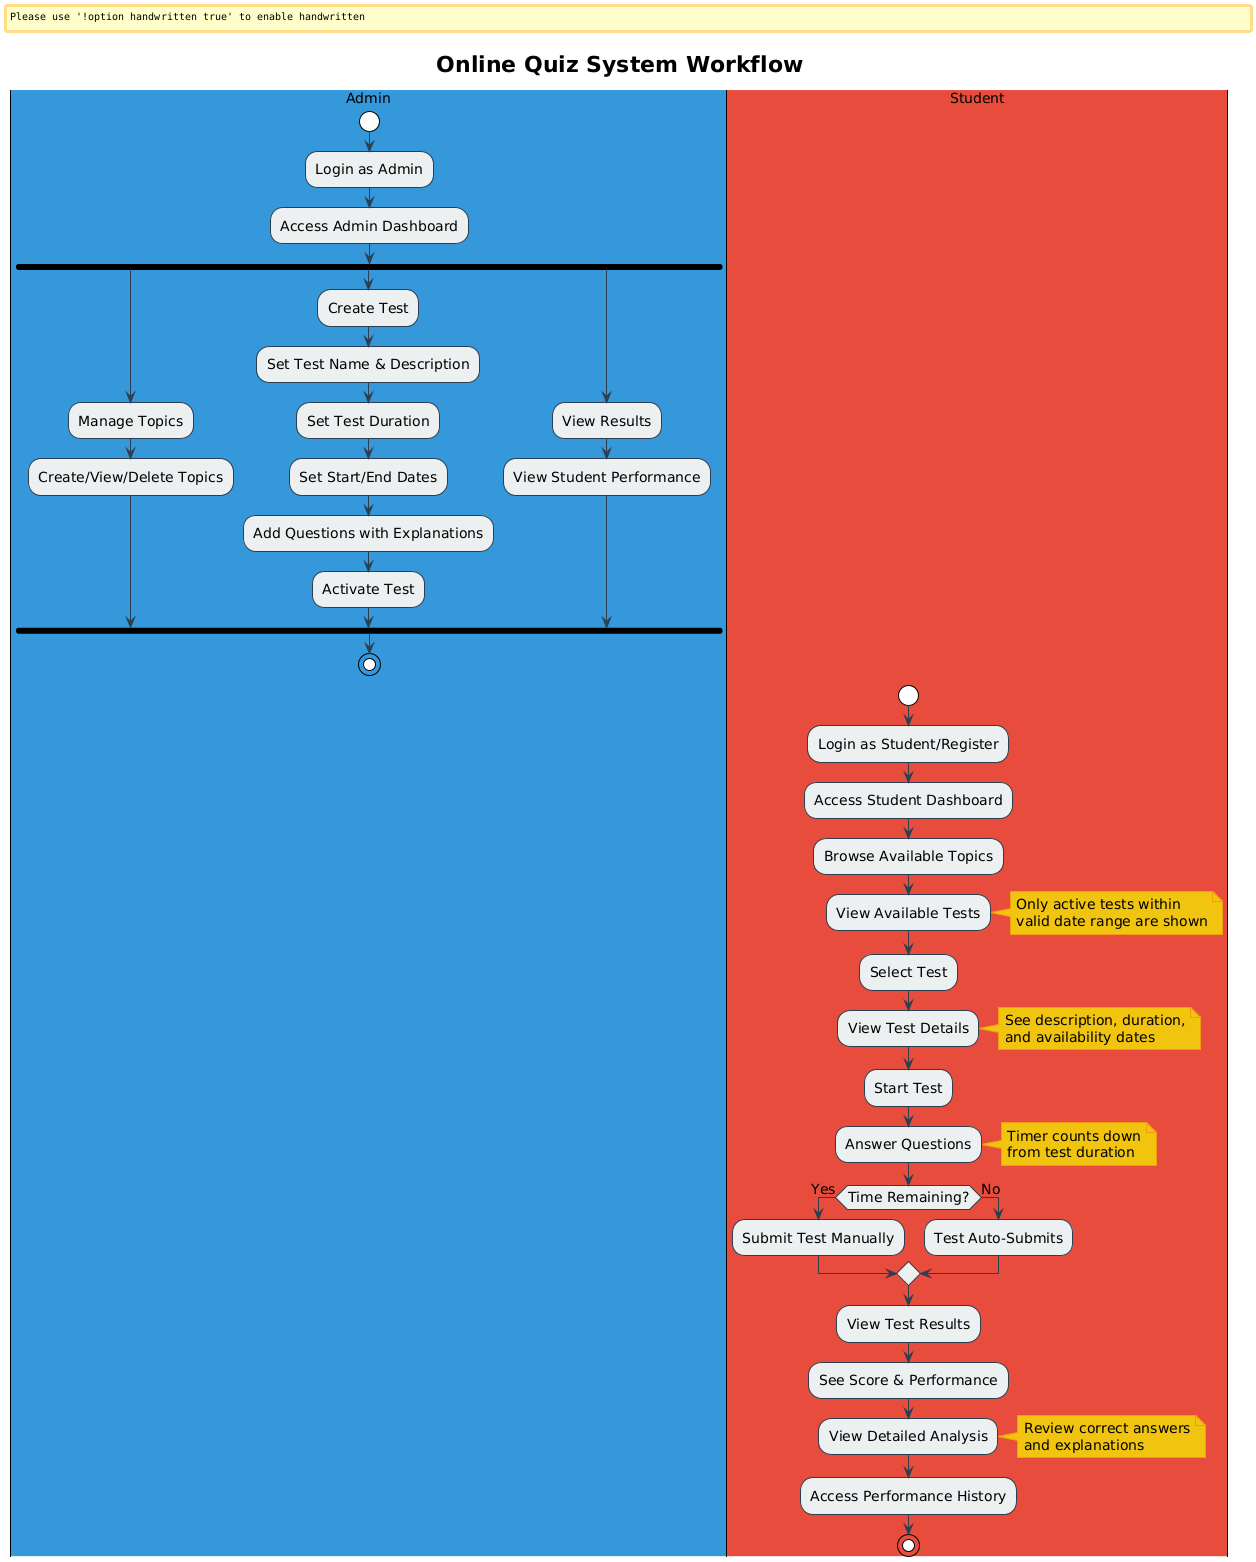 Please use '!option handwritten true' to enable handwritten
Online Quiz System Workflow
Admin
Student
Login as Admin
Access Admin Dashboard
Create Test
Set Test Name & Description
Manage Topics
Set Test Duration
View Results
Create/View/Delete Topics
Set Start/End Dates
View Student Performance
Add Questions with Explanations
Activate Test
Login as Student/Register
Access Student Dashboard
Browse Available Topics
View Available Tests
Only active tests within
valid date range are shown
Select Test
View Test Details
See description, duration,
and availability dates
Start Test
Answer Questions
Timer counts down
from test duration
Yes
Time Remaining?
No
Submit Test Manually
Test Auto-Submits
View Test Results
See Score & Performance
View Detailed Analysis
Review correct answers
and explanations
Access Performance History